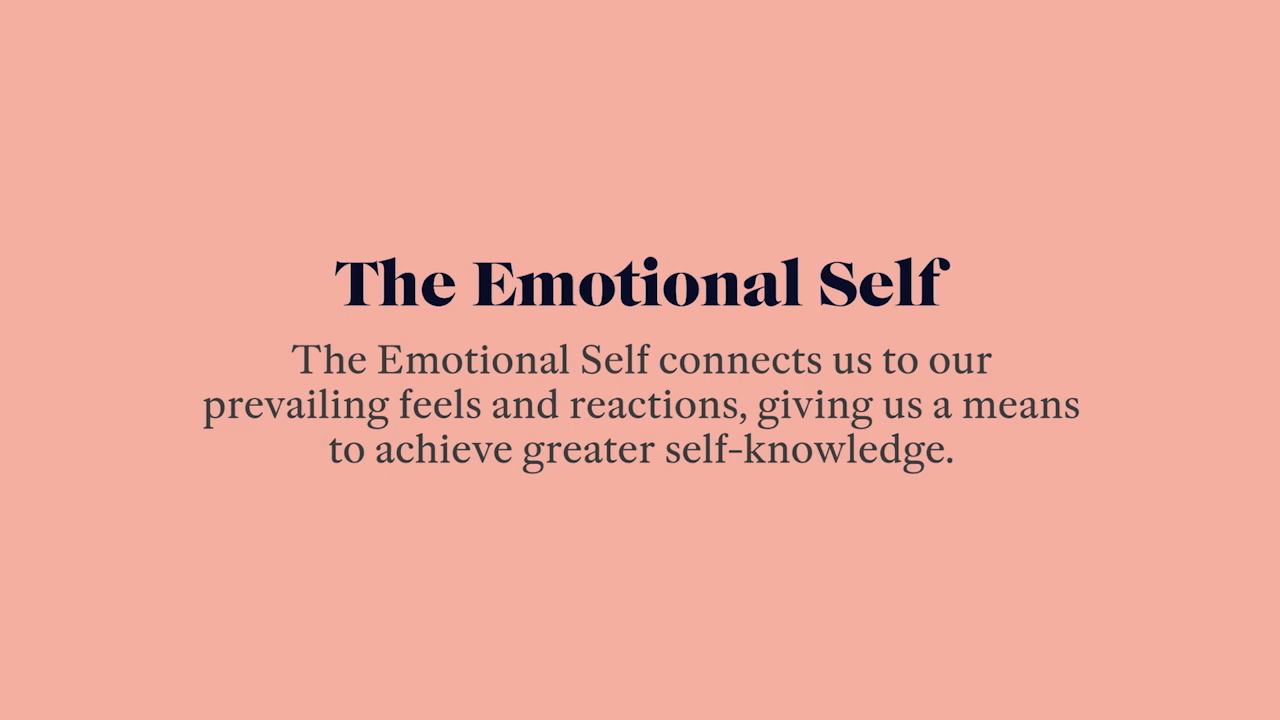 The Emotional Self
The Emotional Self connects us to our
prevailing feels and reactions, giving us a means
to achieve greater self-knowledge.